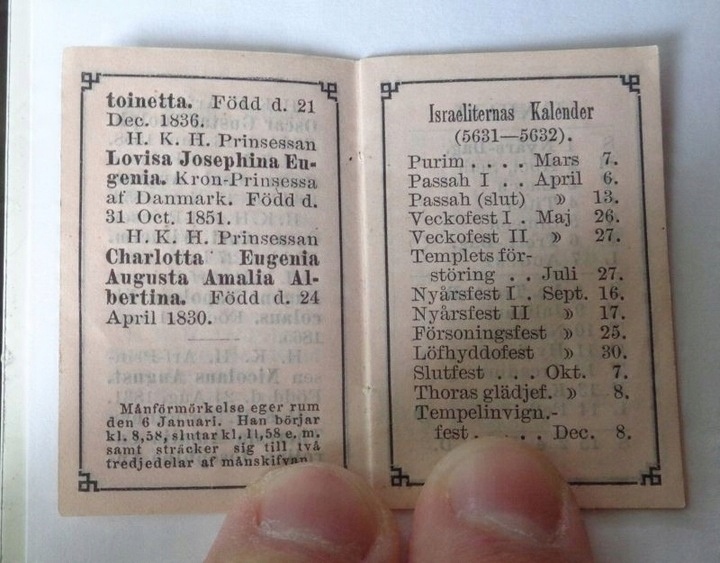 toinetta. Född d. 21
Dec. 1836.
H. K. H. Prinsessan
Lovisa Josephina Eu-
genia. Kron-Prinsessa
af Danmark. Född d.
31 Oct. 1851.
H. K. H. Prinsessan
Charlotta Eugenia
Augusta Amalia Al-
bertina. Född d. 24
April 1830.
Månförmörkelse eger rum
den 6 Januari. Han börjar
kl. 8,58, slutar kl. 11,58 e. m.
samt sträcker sig till två
tredjedelar af månskifvan.
Israeliternas Kalender
(5631—5632).
Purim . . . . Mars 7.
Passah I . . April 6.
Passah (slut) » 13.
Veckofest I . Maj 26.
Veckofest II » 27.
Templets för-
störing . . Juli 27.
Nyårsfest I . Sept. 16.
Nyårsfest II » 17.
Försoningsfest » 25.
Löfhyddofest » 30.
Slutfest . . . Okt. 7.
Thoras glädjef. » 8.
Tempelinvign.-
fest . . . . . Dec. 8.